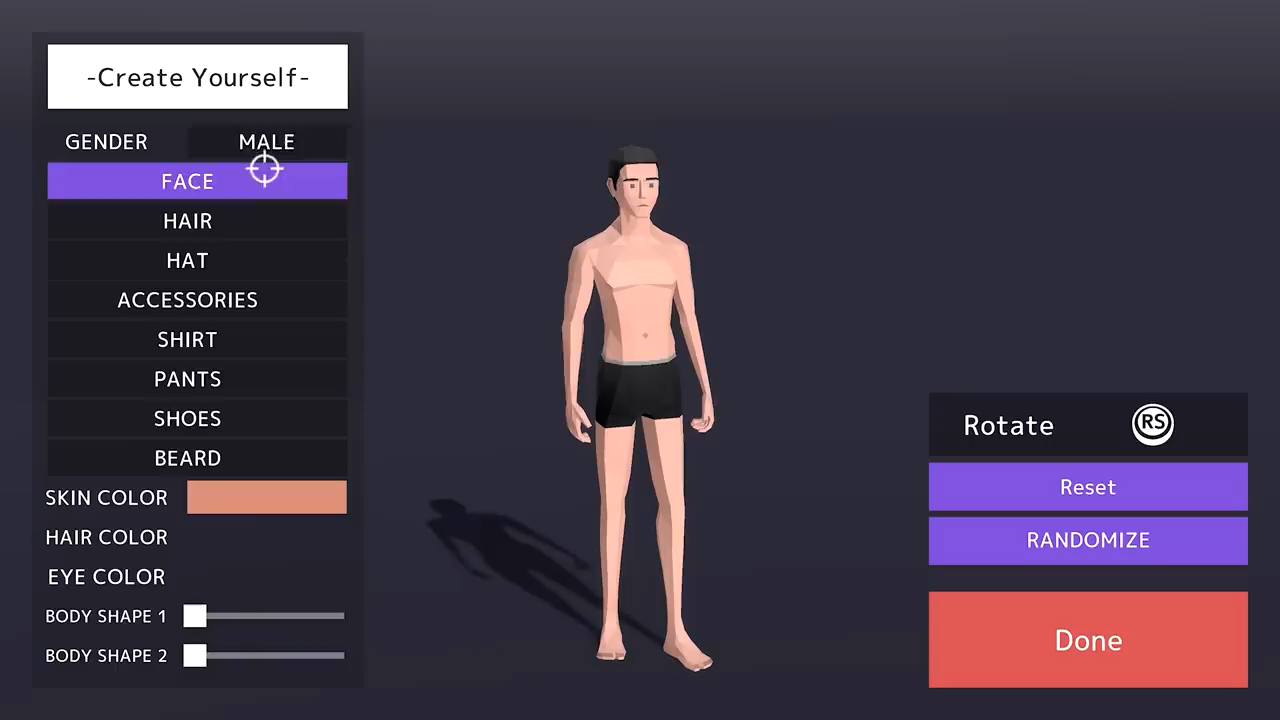 -Create Yourself-
GENDER MALE
FACE
HAIR
HAT
ACCESSORIES
SHIRT
PANTS
SHOES
BEARD
SKIN COLOR
HAIR COLOR
EYE COLOR
BODY SHAPE 1
BODY SHAPE 2
Rotate RS
Reset
RANDOMIZE
Done